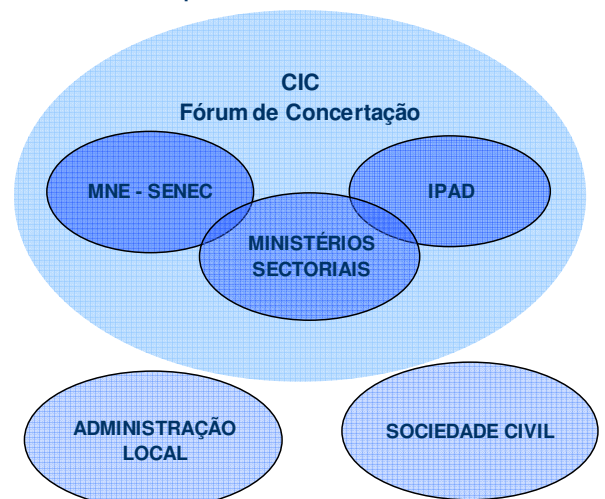 CIC
Fórum de Concertação
MNE - SENEC
IPAD
MINISTÉRIOS
SECTORIAIS
ADMINISTRAÇÃO
LOCAL
SOCIEDADE CIVIL